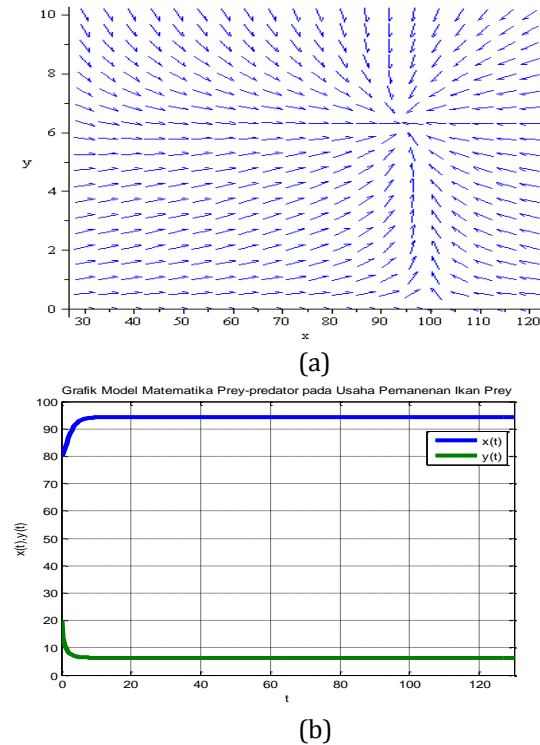 10
8
6
y
4
2
0
30 40 50 60 70 80 90 100 110 120
x
(a)
Grafik Model Matematika Prey-predator pada Usaha Pemanenan Ikan Prey
100
90
80
70
60
50
40
30
20
10
0
x(t),y(t)
x(t)
y(t)
0 20 40 60 80 100 120
t
(b)